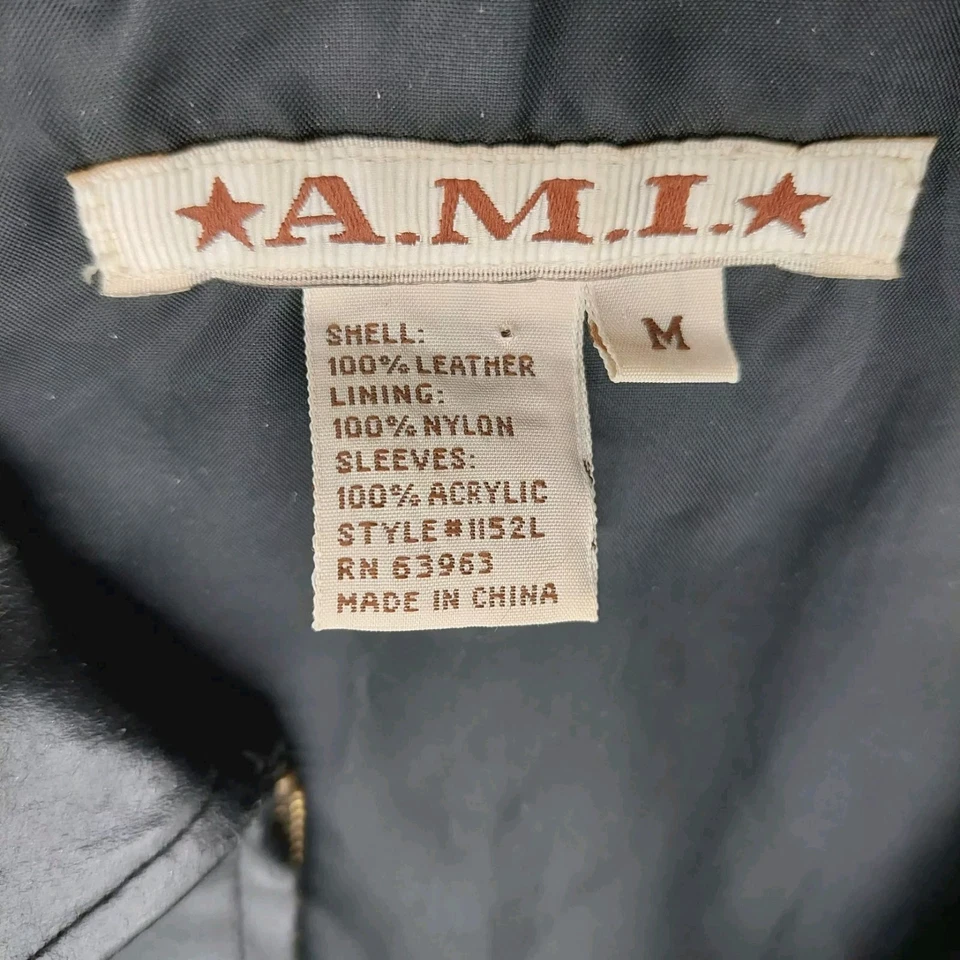 ★A.M.I.★
M
SHELL:
100% LEATHER
LINING:
100% NYLON
SLEEVES:
100% ACRYLIC
STYLE#1152L
RN 63963
MADE IN CHINA